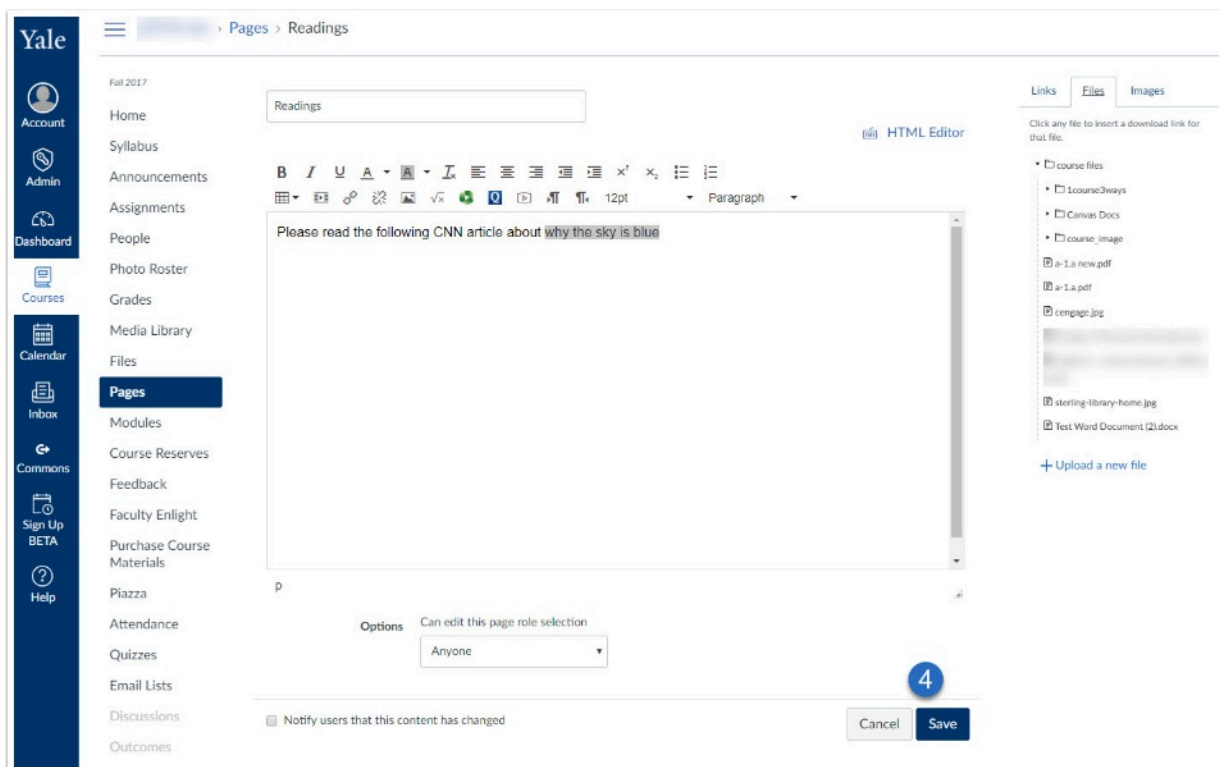 Yale
Account
Admin
Dashboard
Courses
Calendar
Inbox
Commons
Sign Up
BETA
Help
› Pages › Readings
Fall 2017
Home
Syllabus
Announcements
Assignments
People
Photo Roster
Grades
Media Library
Files
Pages
Modules
Course Reserves
Feedback
Faculty Enlight
Purchase Course
Materials
Piazza
Attendance
Quizzes
Email Lists
Discussions
Outcomes
Readings
HTML Editor
12pt Paragraph
Please read the following CNN article about why the sky is blue
p
Options Can edit this page role selection
Anyone
4
Notify users that this content has changed
Cancel Save
Links Files Images
Click any file to insert a download link for
that file.
course files
1course3ways
Canvas Docs
course_image
a-1.a new.pdf
a-1.a pdf
cengage.jpg
sterling-library-home.jpg
Test Word Document (2).docx
+ Upload a new file